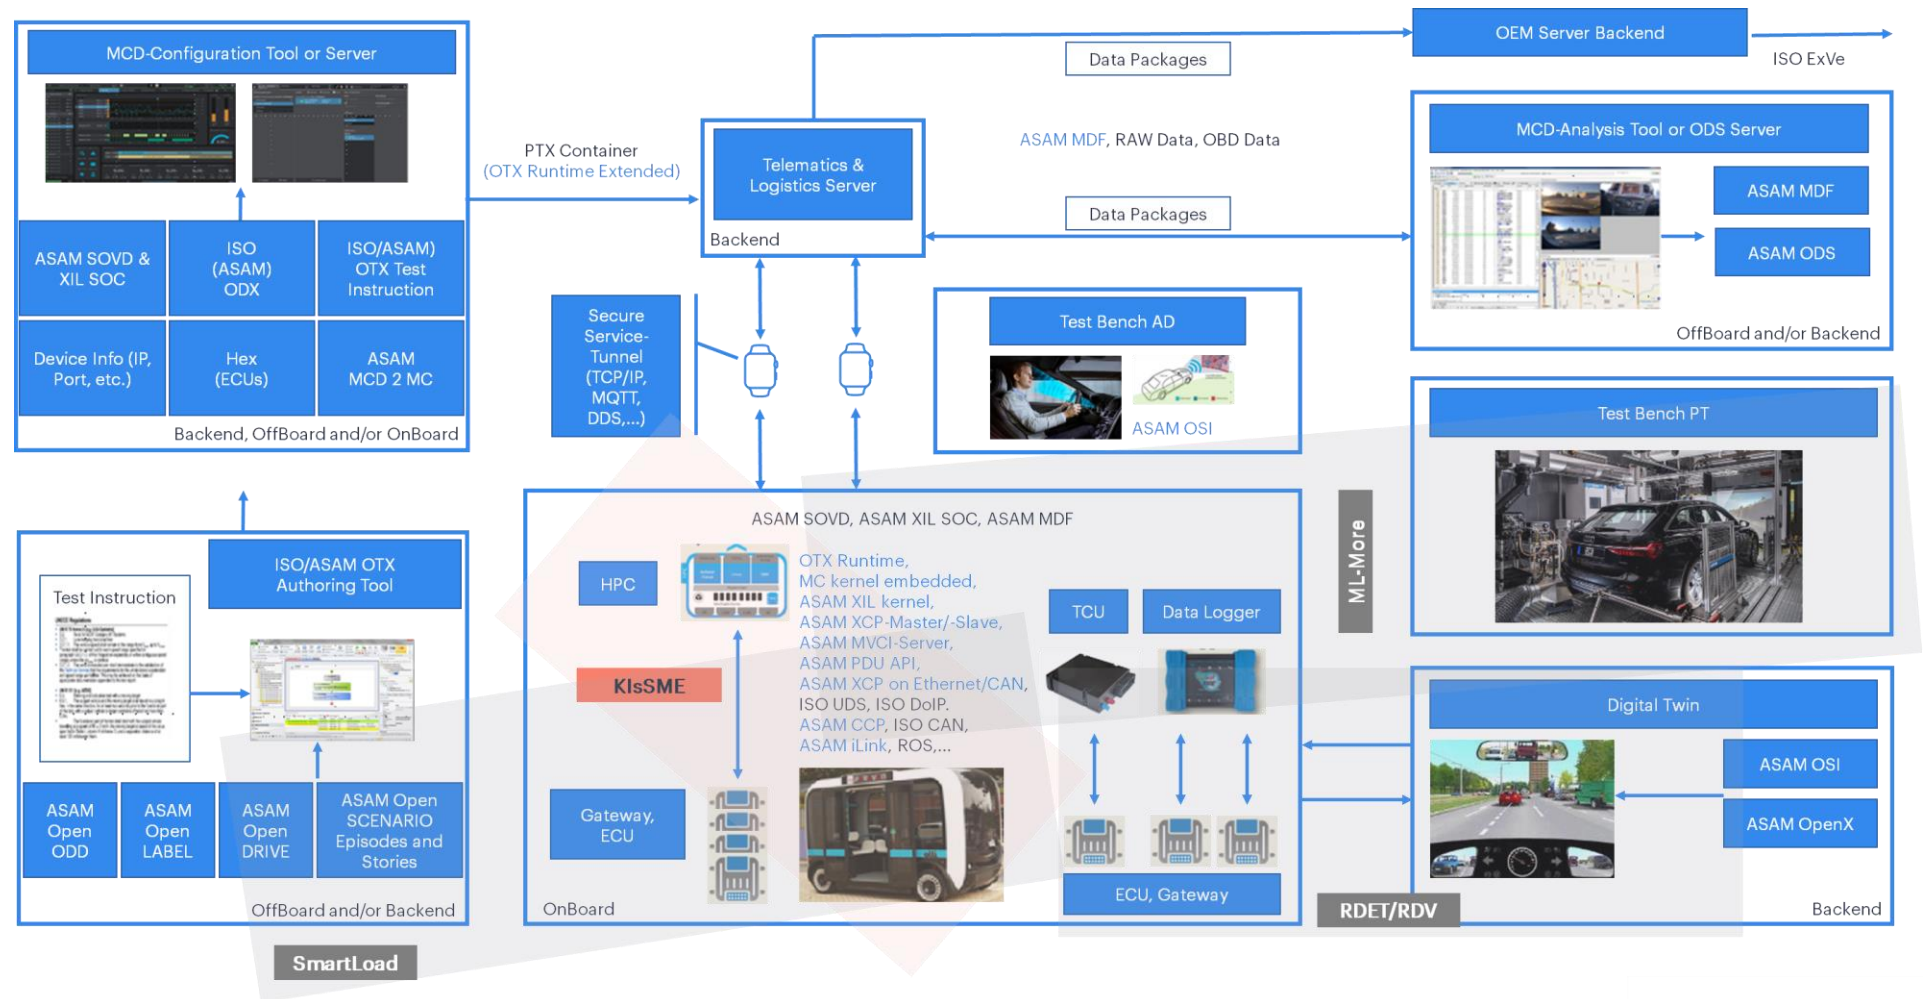 MCD-Configuration Tool or Server
ASAM SOVD &
XIL SOC
ISO
(ASAM)
ODX
ISO/ASAM)
OTX Test
Instruction
Device Info (IP,
Port, etc.)
Hex
(ECUs)
ASAM
MCD 2 MC
Backend, OffBoard and/or OnBoard
PTX Container
(OTX Runtime Extended)
Telematics &
Logistics Server
Backend
Data Packages
OEM Server Backend
ISO ExVe
ASAM MDF, RAW Data, OBD Data
Data Packages
MCD-Analysis Tool or ODS Server
ASAM MDF
ASAM ODS
OffBoard and/or Backend
Secure
Service-
Tunnel
(TCP/IP,
MQTT,
DDS,...)
Test Bench AD
ASAM OSI
Test Bench PT
ML-More
ISO/ASAM OTX
Authoring Tool
Test Instruction
ASAM
Open
ODD
ASAM
Open
LABEL
ASAM
Open
DRIVE
ASAM Open
SCENARIO
Episodes and
Stories
OffBoard and/or Backend
SmartLoad
ASAM SOVD, ASAM XIL SOC, ASAM MDF
HPC
OTX Runtime,
MC kernel embedded,
ASAM XIL kernel,
ASAM XCP-Master/-Slave,
ASAM MVCI-Server,
ASAM PDU API,
ASAM XCP on Ethernet/CAN,
ISO UDS, ISO DoIP.
ASAM CCP, ISO CAN,
ASAM iLink, ROS,...
KIsSME
Gateway,
ECU
TCU
Data Logger
ECU, Gateway
OnBoard
RDET/RDV
Digital Twin
ASAM OSI
ASAM OpenX
Backend